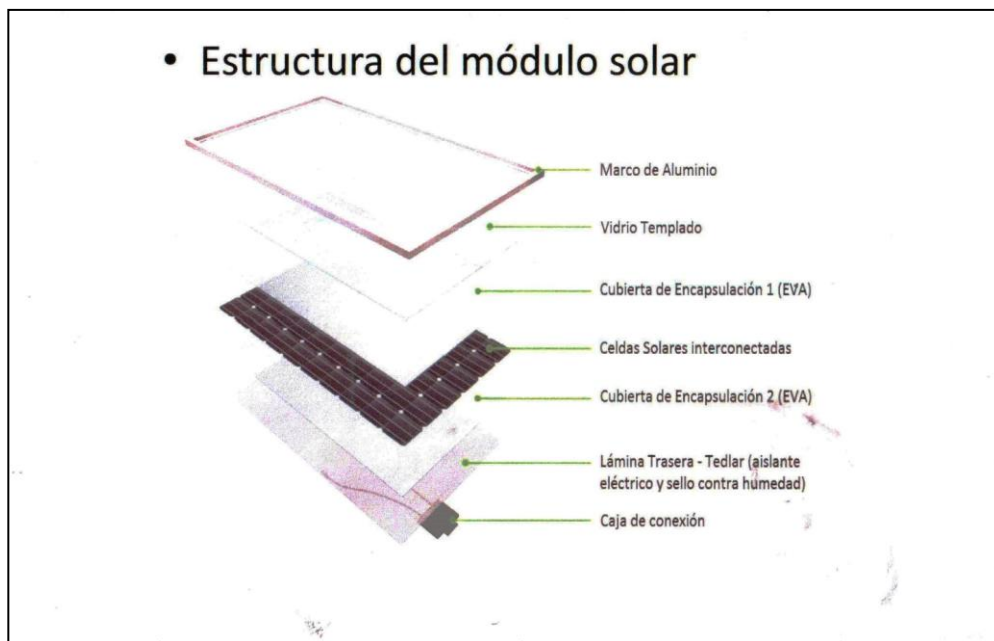 • Estructura del módulo solar
Marco de Aluminio
Vidrio Templado
Cubierta de Encapsulación 1 (EVA)
Celdas Solares interconectadas
Cubierta de Encapsulación 2 (EVA)
Lámina Trasera - Tedlar (aislante
eléctrico y sello contra humedad)
Caja de conexión